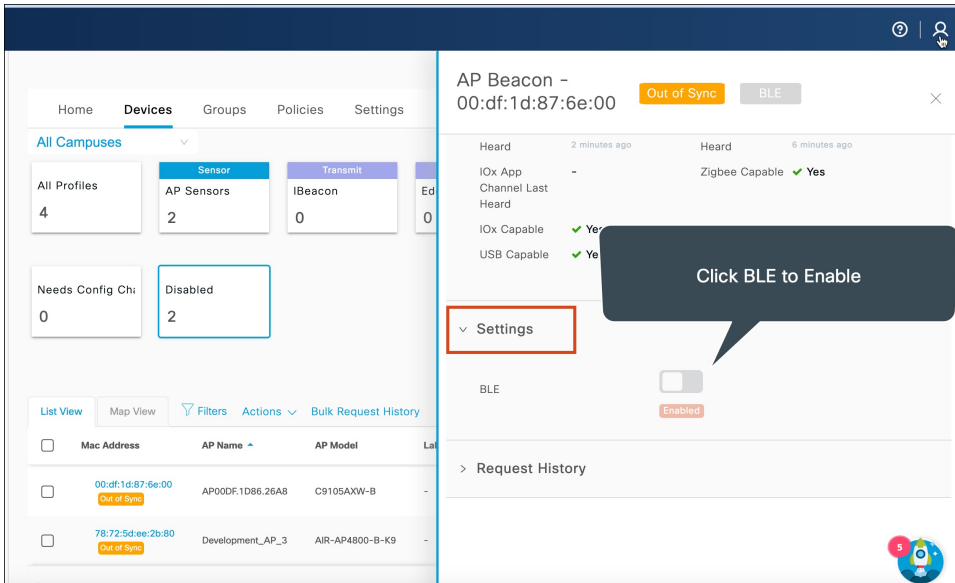 Home Devices Groups Policies Settings
All Campuses
All Profiles
4
Sensor
AP Sensors
2
Transmit
IBeacon
0
Ed
0
Needs Config Cha
0
Disabled
2
List View Map View Filters Actions Bulk Request History
Mac Address AP Name AP Model Lal
00:df:1d:87:6e:00 AP00DF.1D86.26A8 C9105AXW-B -
Out of Sync
78:72:5d:ee:2b:80 Development_AP_3 AIR-AP4800-B-K9 -
Out of Sync
AP Beacon -
00:df:1d:87:6e:00
Out of Sync BLE
Heard 2 minutes ago Heard 6 minutes ago
IOx App
Channel Last
Heard
-
Zigbee Capable Yes
IOx Capable Yes
USB Capable Ye
Click BLE to Enable
Settings
BLE
Enabled
Request History
5